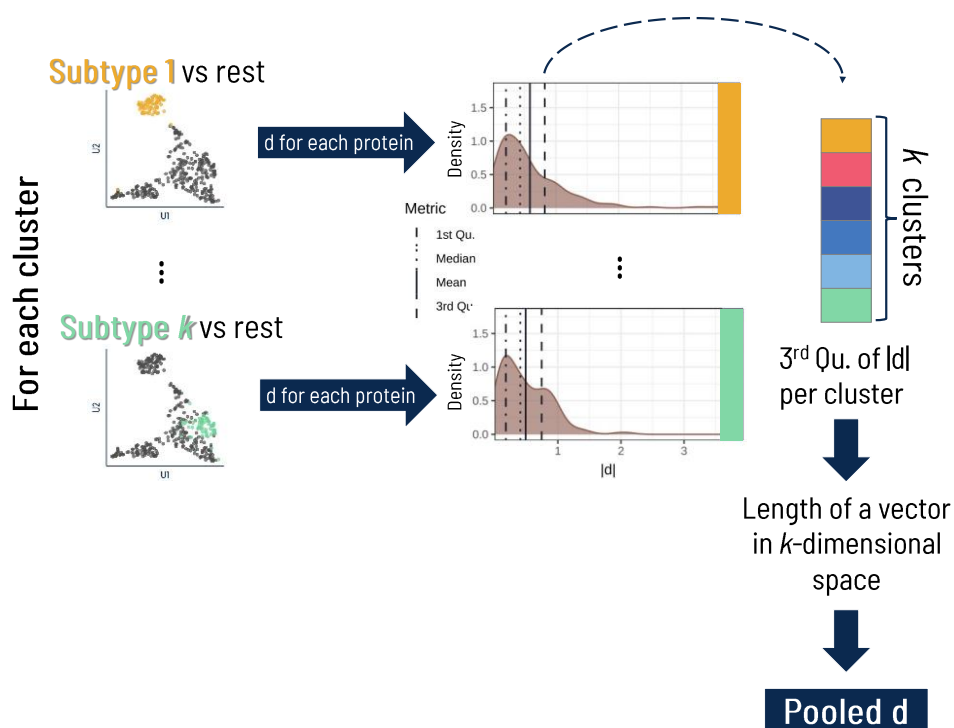 For each cluster
Subtype 1 vs rest
U2
U1
d for each protein
Density
1.5
1.0
0.5
0.0
Metric
1st Qu.
Median
Mean
3rd Qu.
Subtype k vs rest
U2
U1
d for each protein
Density
1.5
1.0
0.5
0.0
1 2 3
|d|
k clusters
3rd Qu. of |d|
per cluster
Length of a vector
in k-dimensional
space
Pooled d